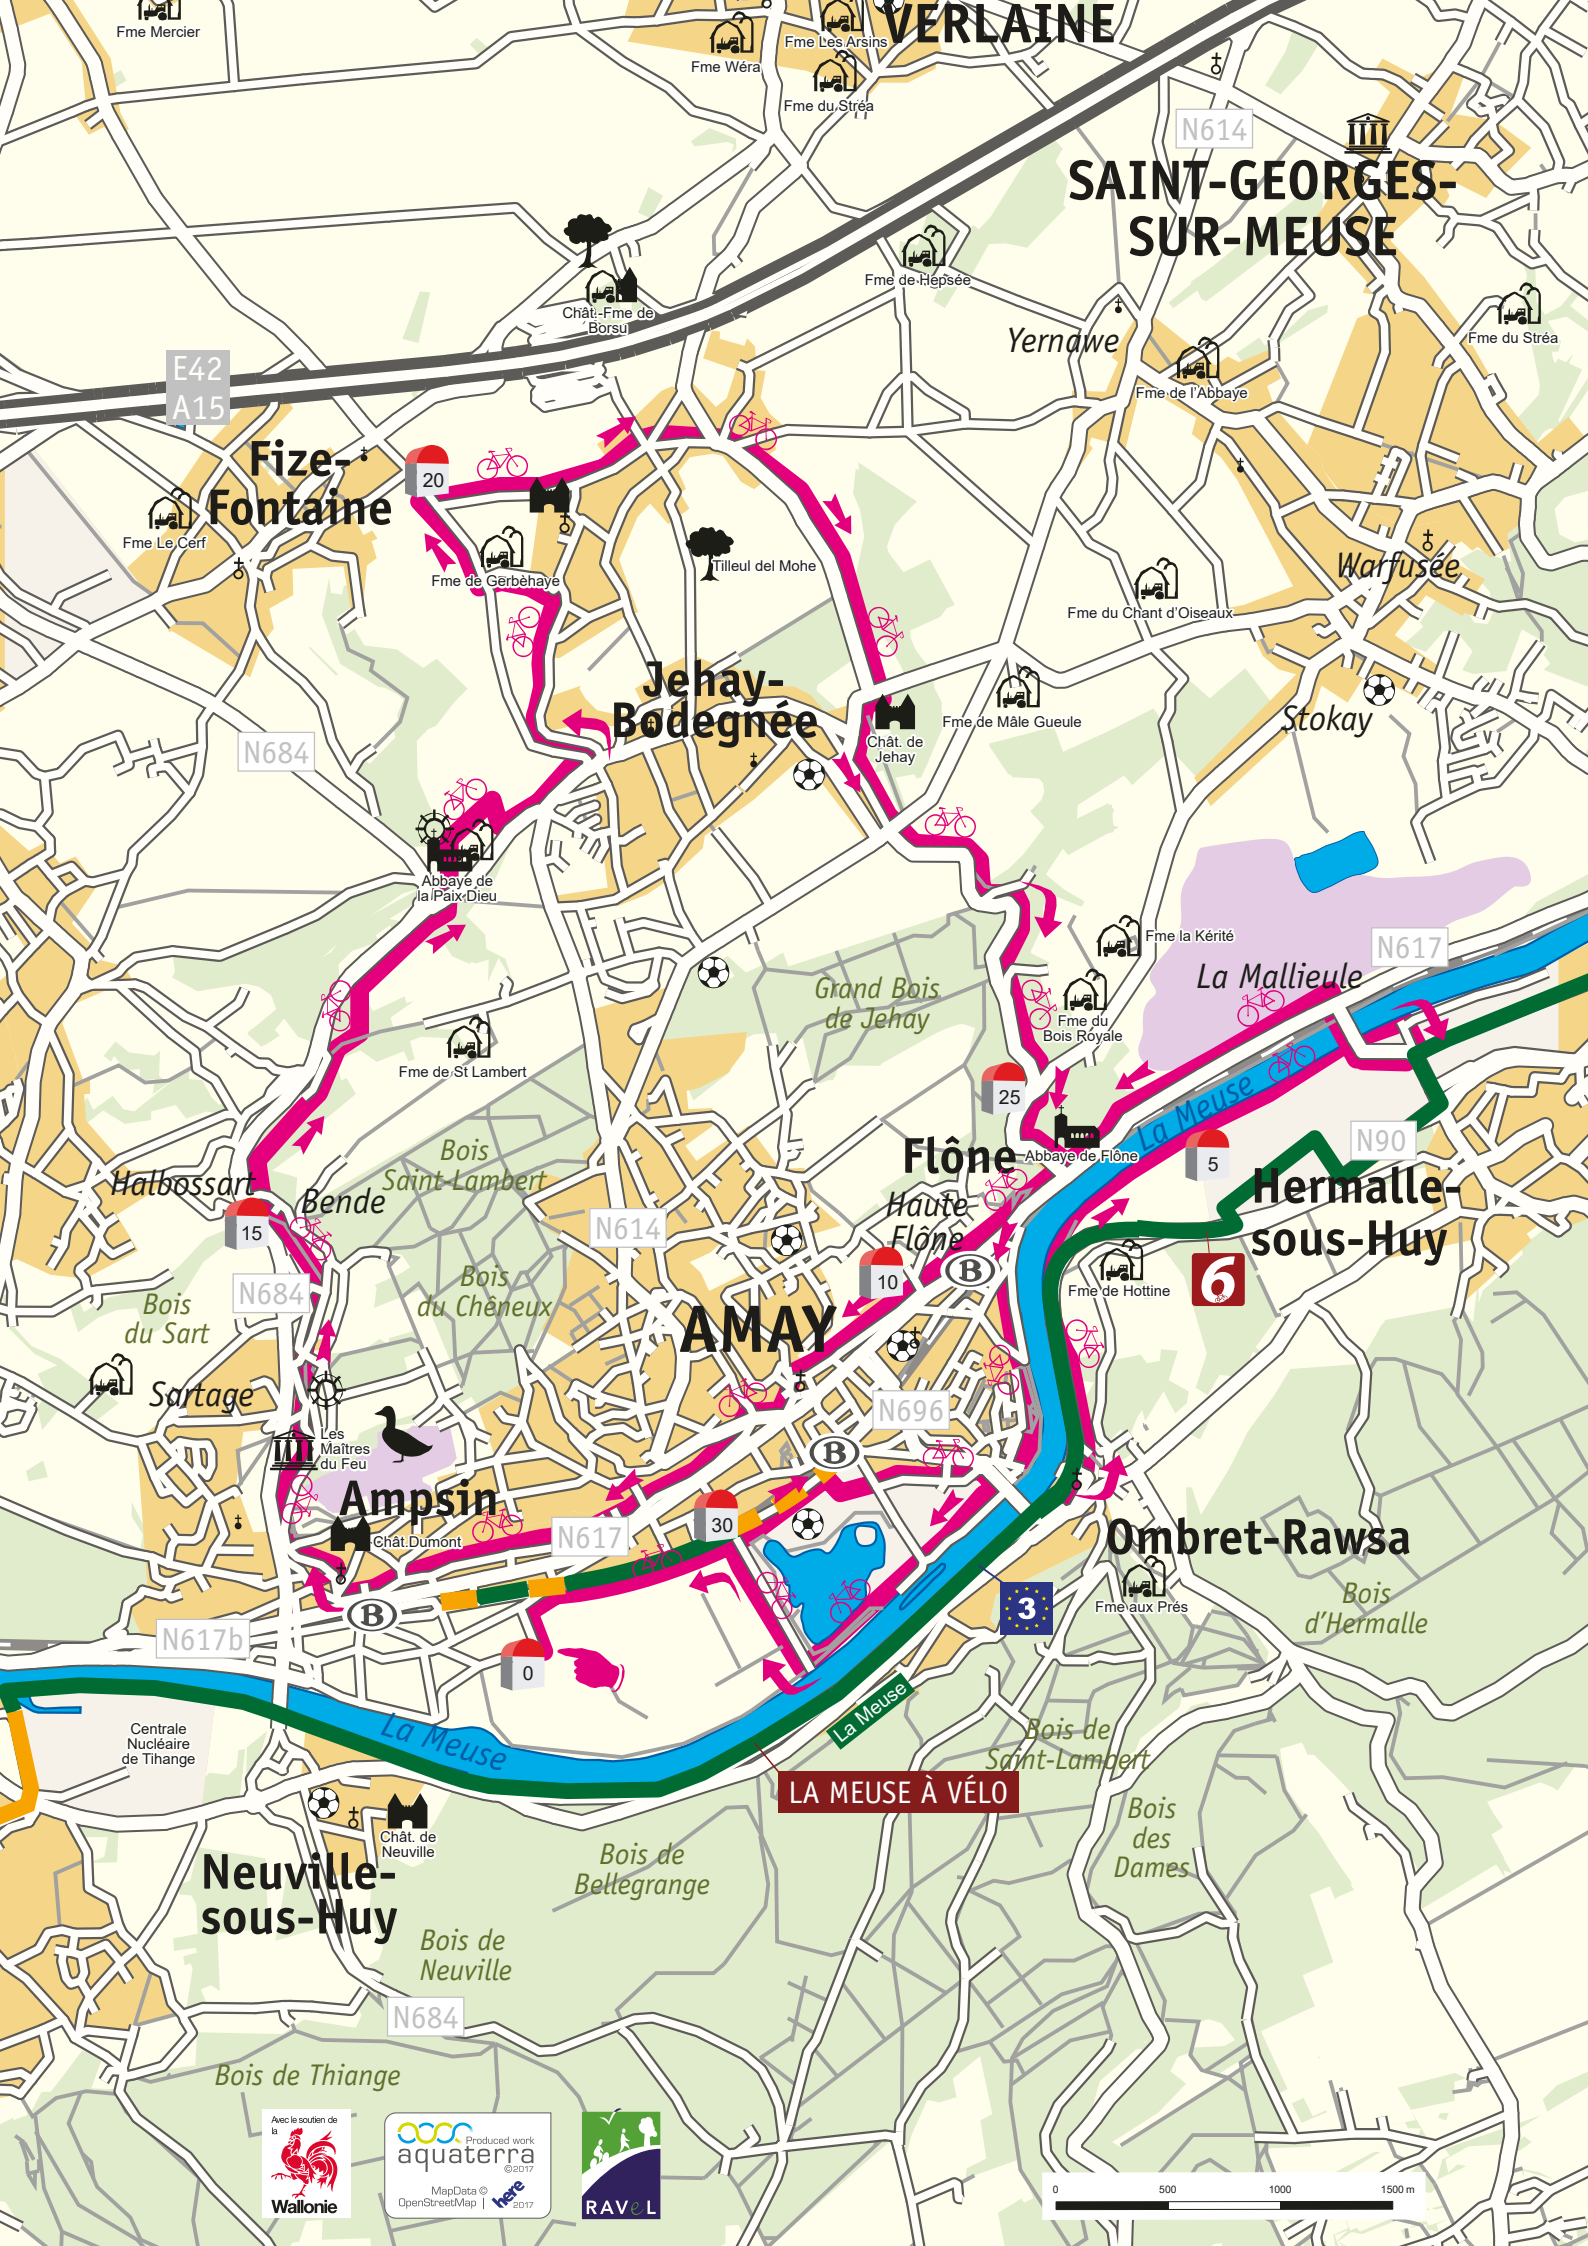 Fme Mercier
Fme Wéra
Fme Les Arsins
VERLAINE
Fme du Stréa
N614
SAINT-GEORGES-
SUR-MEUSE
Fme de Hepsée
Chât.-Fme de
Borsu
Yernawe
Fme du Stréa
E42
A15
Fme de l'Abbaye
Fize-
Fontaine
20
Fme Le Cerf
Fme de Gerbèhaye
Tilleul del Mohe
Warfusée
Fme du Chant d'Oiseaux
Jehay-
Bodegnée
Fme de Mâle Gueule
Stokay
Chât. de
Jehay
N684
Abbaye de
la Paix Dieu
Fme la Kérité
N617
La Mallieule
Grand Bois
de Jehay
Fme du
Bois Royale
Fme de St Lambert
25
La Meuse
Flône
Abbaye de Flône
5
N90
Bois
Saint-Lambert
Halbossart
Bende
15
Haute
Flône
Hermalle-
sous-Huy
N614
B
10
6
Fme de Hottine
N684
Bois
du Sart
Bois
du Chêneux
AMAY
Sartage
N696
Les
Maîtres
du Feu
B
Ampsin
30
N617
Chât.Dumont
Ombret-Rawsa
Fme aux Prés
Bois
d'Hermalle
3
B
N617b
0
La Meuse
La Meuse
Centrale
Nucléaire
de Tihange
Bois de
Saint-Lambert
LA MEUSE À VÉLO
Bois
des
Dames
Chât. de
Neuville
Neuville-
sous-Huy
Bois de
Bellegrange
Bois de
Neuville
N684
Bois de Thiange
Avec le soutien de
la
Wallonie
Produced work
aquaterra
©2017
MapData ©
OpenStreetMap |
here
2017
RAVeL
0 500 1000 1500 m